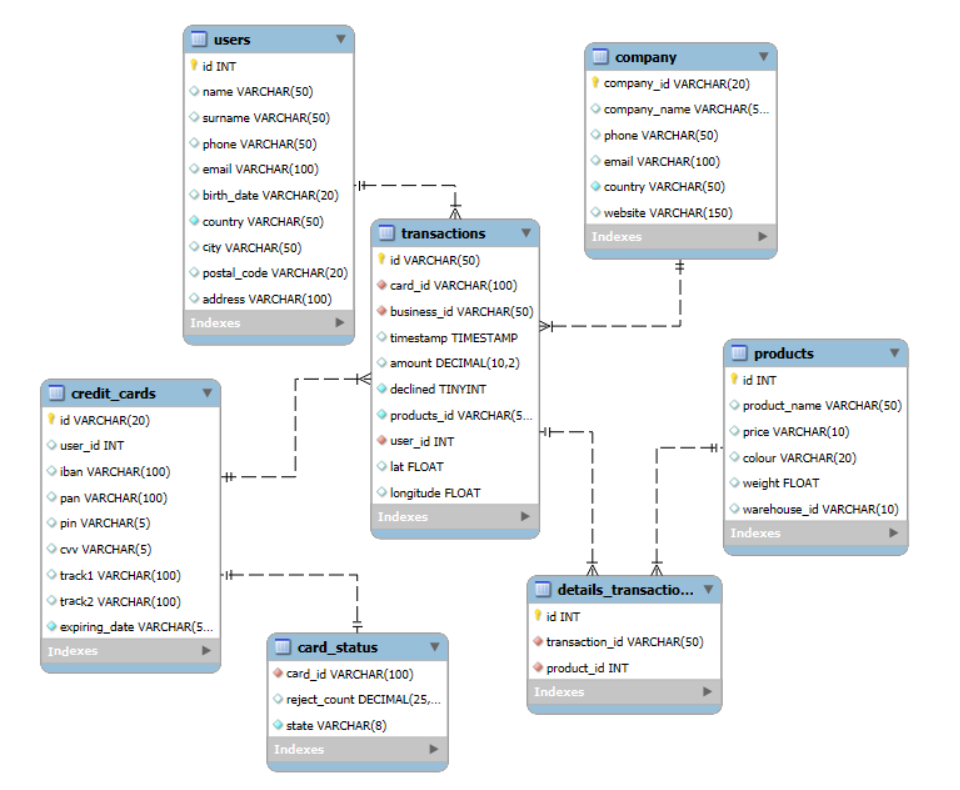 users
id INT
name VARCHAR(50)
surname VARCHAR(50)
phone VARCHAR(50)
email VARCHAR(100)
birth_date VARCHAR(20)
country VARCHAR(50)
city VARCHAR(50)
postal_code VARCHAR(20)
address VARCHAR(100)
Indexes
company
company_id VARCHAR(20)
company_name VARCHAR(5...
phone VARCHAR(50)
email VARCHAR(100)
country VARCHAR(50)
website VARCHAR(150)
Indexes
transactions
id VARCHAR(50)
card_id VARCHAR(100)
business_id VARCHAR(50)
timestamp TIMESTAMP
amount DECIMAL(10,2)
declined TINYINT
products_id VARCHAR(5...
user_id INT
lat FLOAT
longitude FLOAT
Indexes
products
id INT
product_name VARCHAR(50)
price VARCHAR(10)
colour VARCHAR(20)
weight FLOAT
warehouse_id VARCHAR(10)
Indexes
credit_cards
id VARCHAR(20)
user_id INT
iban VARCHAR(100)
pan VARCHAR(100)
pin VARCHAR(5)
cvv VARCHAR(5)
track1 VARCHAR(100)
track2 VARCHAR(100)
expiring_date VARCHAR(5...
Indexes
details_transactio...
id INT
transaction_id VARCHAR(50)
product_id INT
Indexes
card_status
card_id VARCHAR(100)
reject_count DECIMAL(25,...
state VARCHAR(8)
Indexes